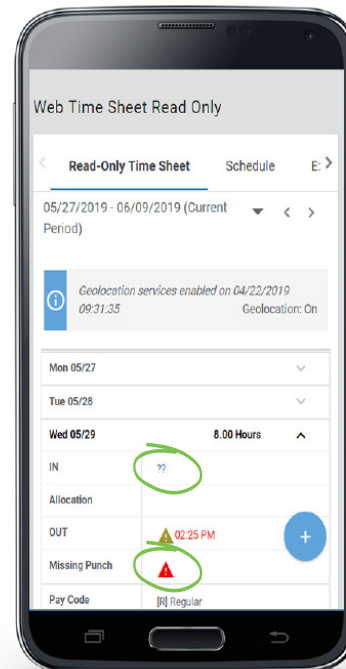 Web Time Sheet Read Only
Read-Only Time Sheet Schedule E:
05/27/2019 - 06/09/2019 (Current
Period)
Geolocation services enabled on 04/22/2019
09:31:35 Geolocation: On
Mon 05/27
Tue 05/28
Wed 05/29 8.00 Hours
IN ??
Allocation
OUT 02:25 PM
+
Missing Punch
Pay Code [R] Regular